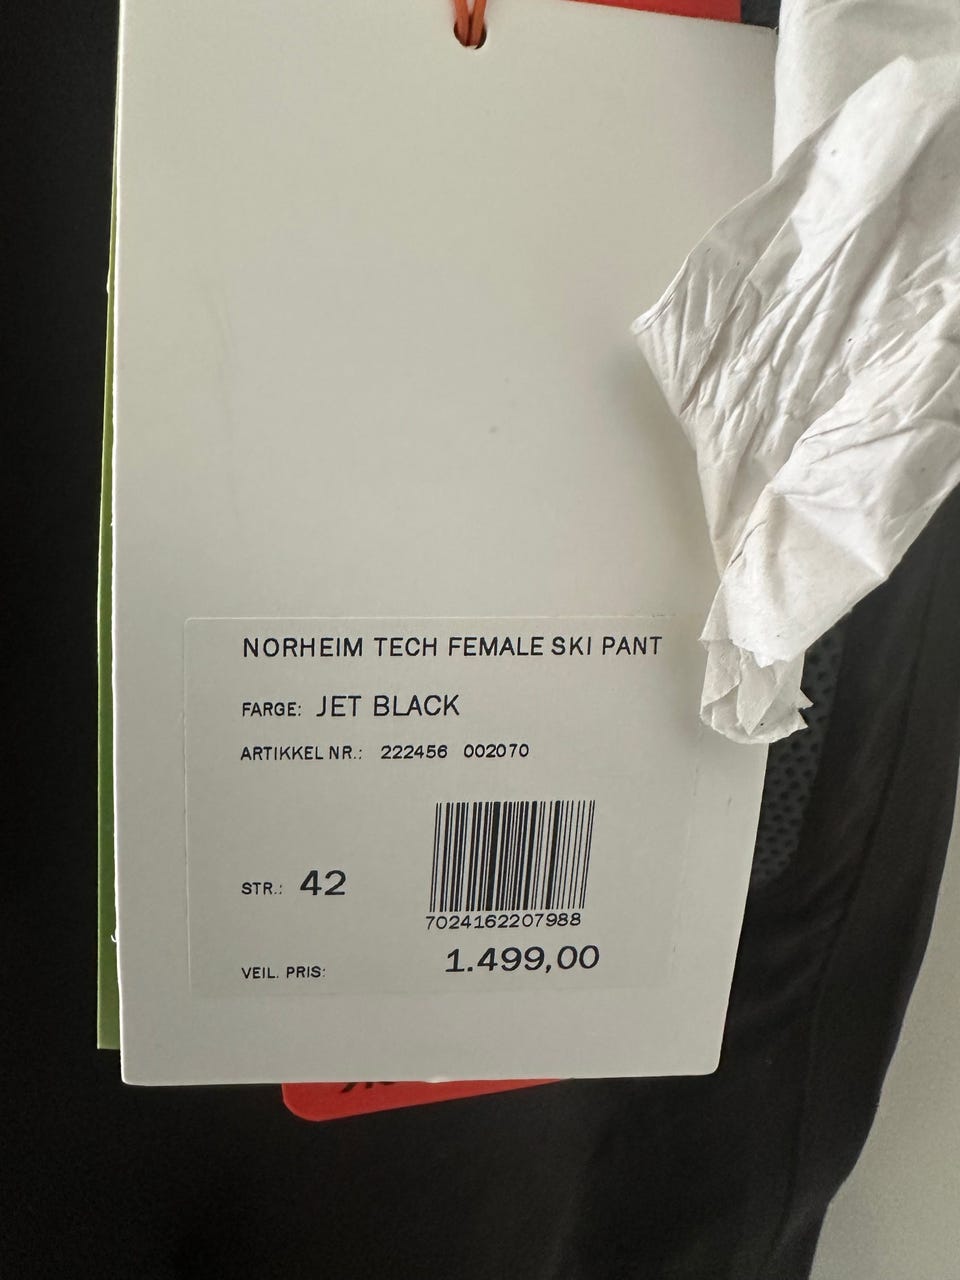 NORHEIM TECH FEMALE SKI PANT
FARGE: JET BLACK
ARTIKKEL NR.: 222456 002070
STR.: 42
7024162207988
VEIL. PRIS: 1.499,00